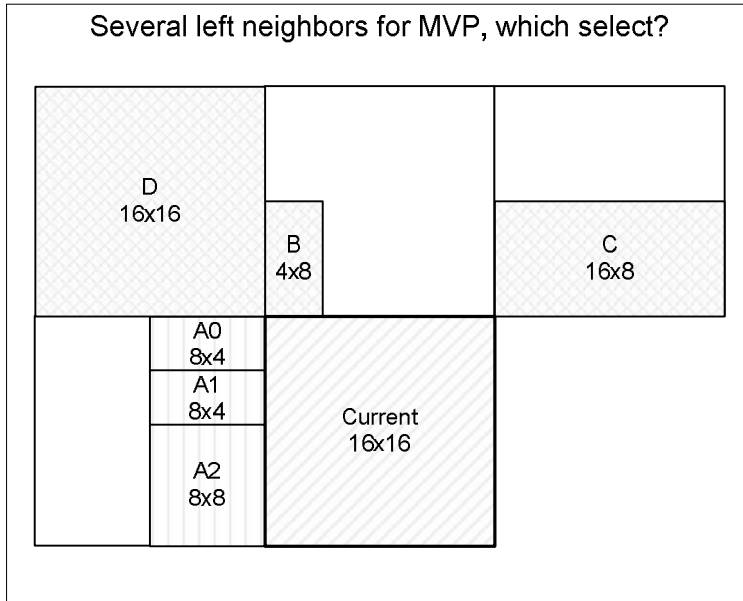 Several left neighbors for MVP, which select?
D
16x16
B
4x8
C
16x8
A0
8x4
A1
8x4
A2
8x8
Current
16x16